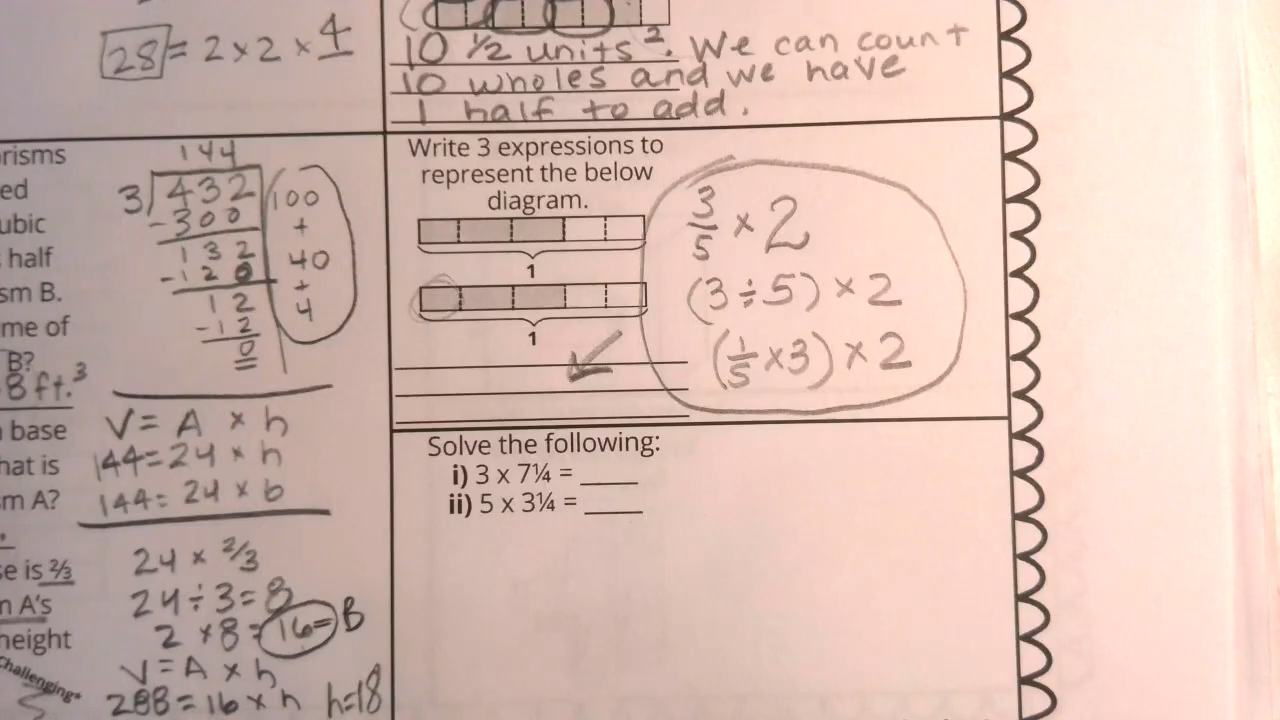 28 = 2 x 2 x 4
10 ½ units². We can count
10 wholes and we have
1 half to add.
prisms
ed
ubic
half
sm B.
me of
B?
8 ft.³
base
hat is
m A?
se is ⅔
n A's
height
Challenging*
144
3)432
-300
132
-120
12
-12
0
100
+
40
+
4
V = A x h
144 = 24 x h
144 = 24 x 6
24 x 2/3
24 ÷ 3 = 8
2 x 8 = 16 = B
V = A x h
288 = 16 x h h=18
Write 3 expressions to
represent the below
diagram.
1
1
3/5 x 2
(3 ÷ 5) x 2
(1/5 x 3) x 2
Solve the following:
i) 3 x 7¼ = ____
ii) 5 x 3¼ = ____